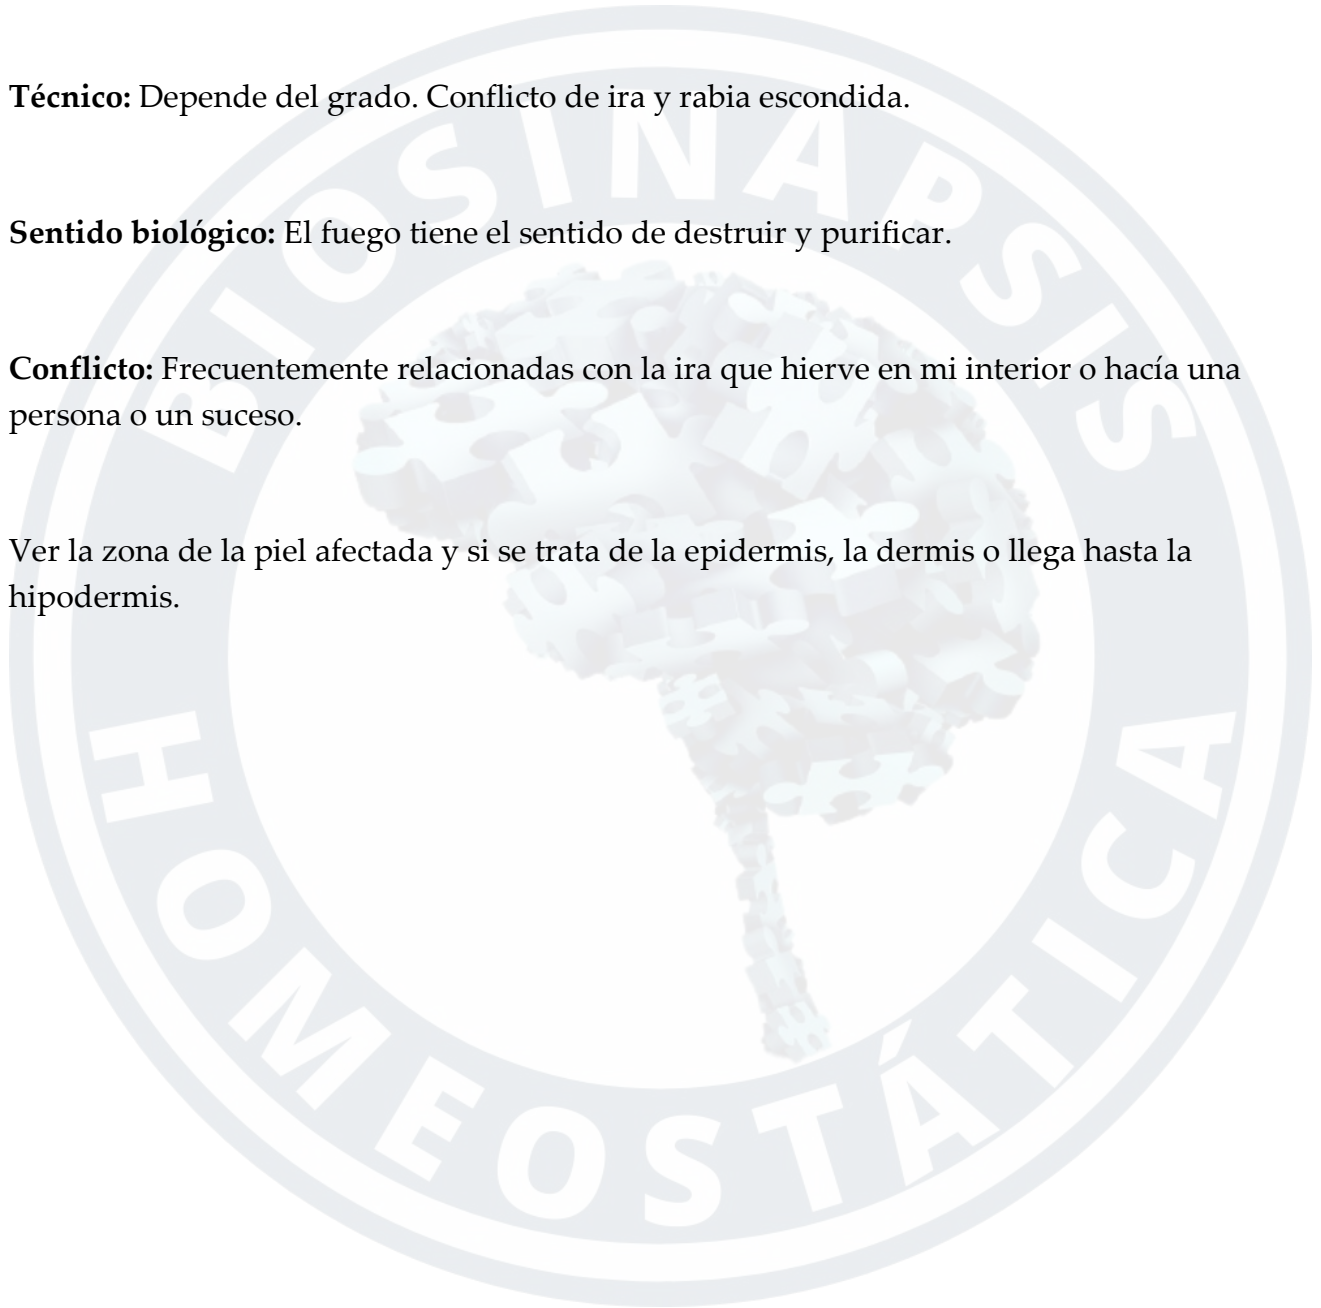 Técnico: Depende del grado. Conflicto de ira y rabia escondida.
Sentido biológico: El fuego tiene el sentido de destruir y purificar.
Conflicto: Frecuentemente relacionadas con la ira que hierve en mi interior o hacía una
persona o un suceso.
Ver la zona de la piel afectada y si se trata de la epidermis, la dermis o llega hasta la
hipodermis.
BIOSINAPSIS
HOMEOSTÁTICA